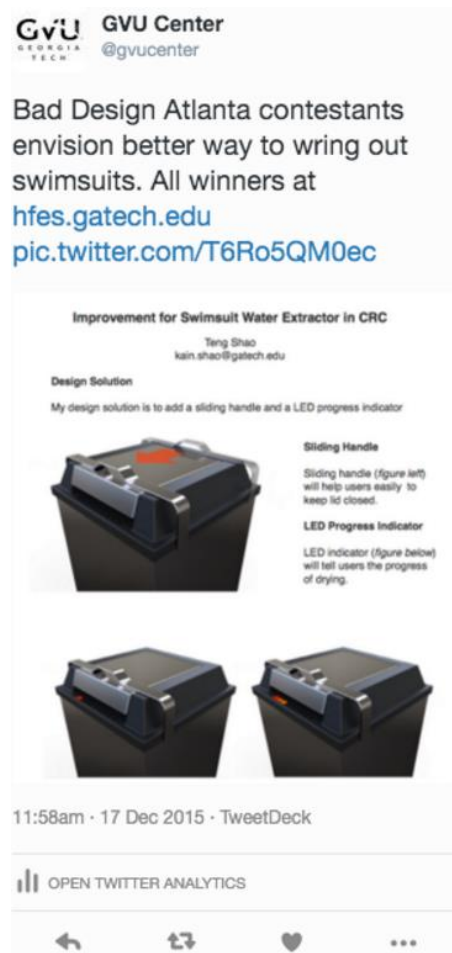 GVU
GEORGIA
TECH
GVU Center
@gvucenter
Bad Design Atlanta contestants
envision better way to wring out
swimsuits. All winners at
hfes.gatech.edu
pic.twitter.com/T6Ro5QM0ec
Improvement for Swimsuit Water Extractor in CRC
Teng Shao
kain.shao@gatech.edu
Design Solution
My design solution is to add a sliding handle and a LED progress indicator
Sliding Handle
Sliding handle (figure left)
will help users easily to
keep lid closed.
LED Progress Indicator
LED indicator (figure below)
will tell users the progress
of drying.
11:58am · 17 Dec 2015 · TweetDeck
OPEN TWITTER ANALYTICS